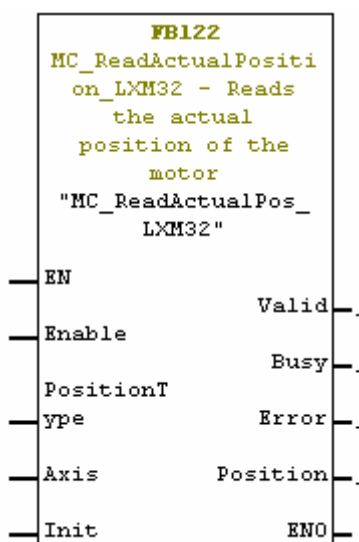 FB122
MC_ReadActualPositi
on_LXM32 - Reads
the actual
position of the
motor
"MC_ReadActualPos_
LXM32"
EN
Valid
Enable
Busy
PositionT
ype
Error
Axis
Position
Init
ENO